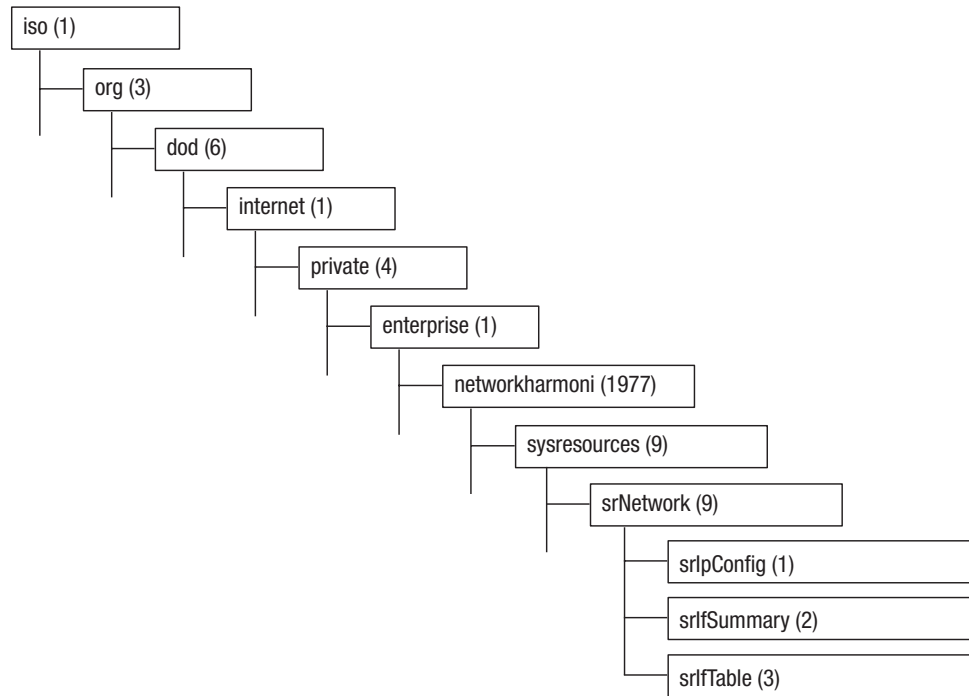 iso (1)
org (3)
dod (6)
internet (1)
private (4)
enterprise (1)
networkharmoni (1977)
sysresources (9)
srNetwork (9)
srIpConfig (1)
srIfSummary (2)
srIfTable (3)